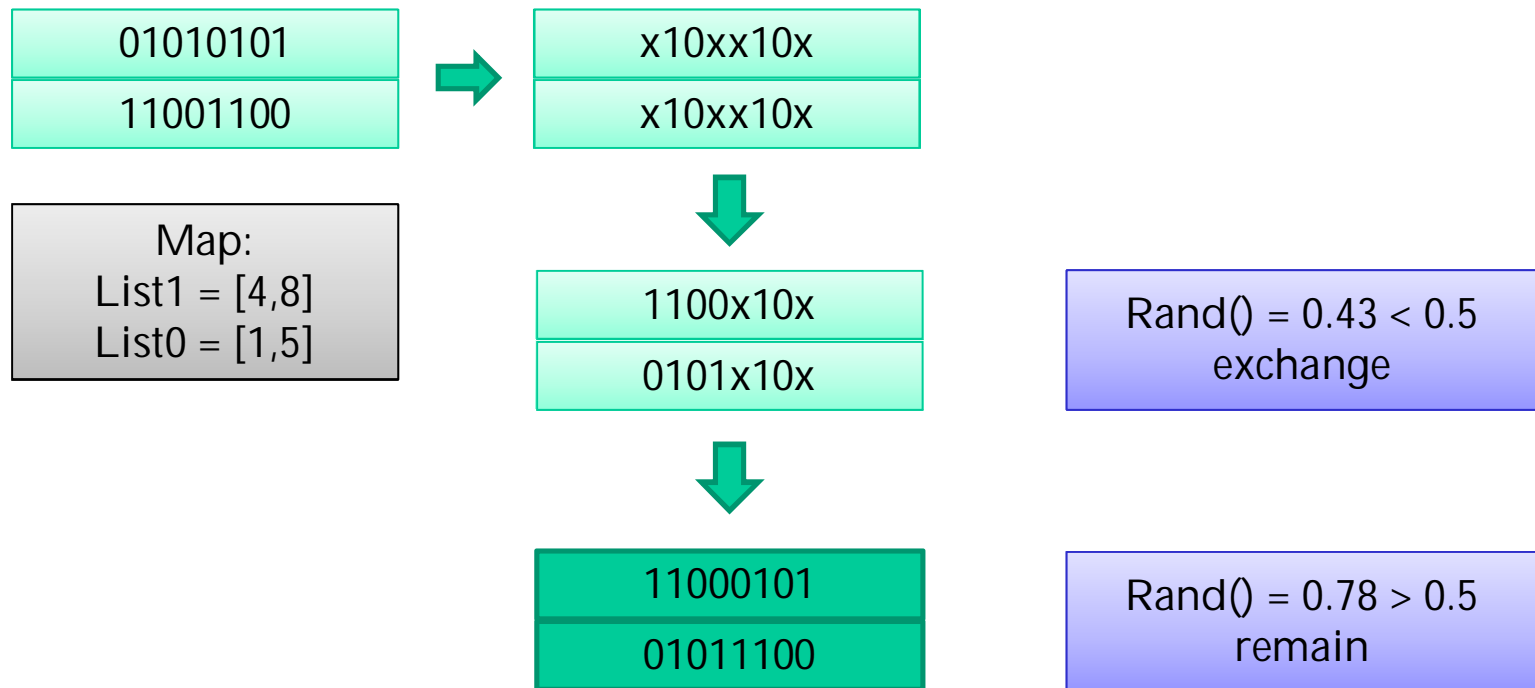 01010101
11001100
x10xx10x
x10xx10x
Map:
List1 = [4,8]
List0 = [1,5]
1100x10x
0101x10x
Rand() = 0.43 < 0.5
exchange
11000101
01011100
Rand() = 0.78 > 0.5
remain